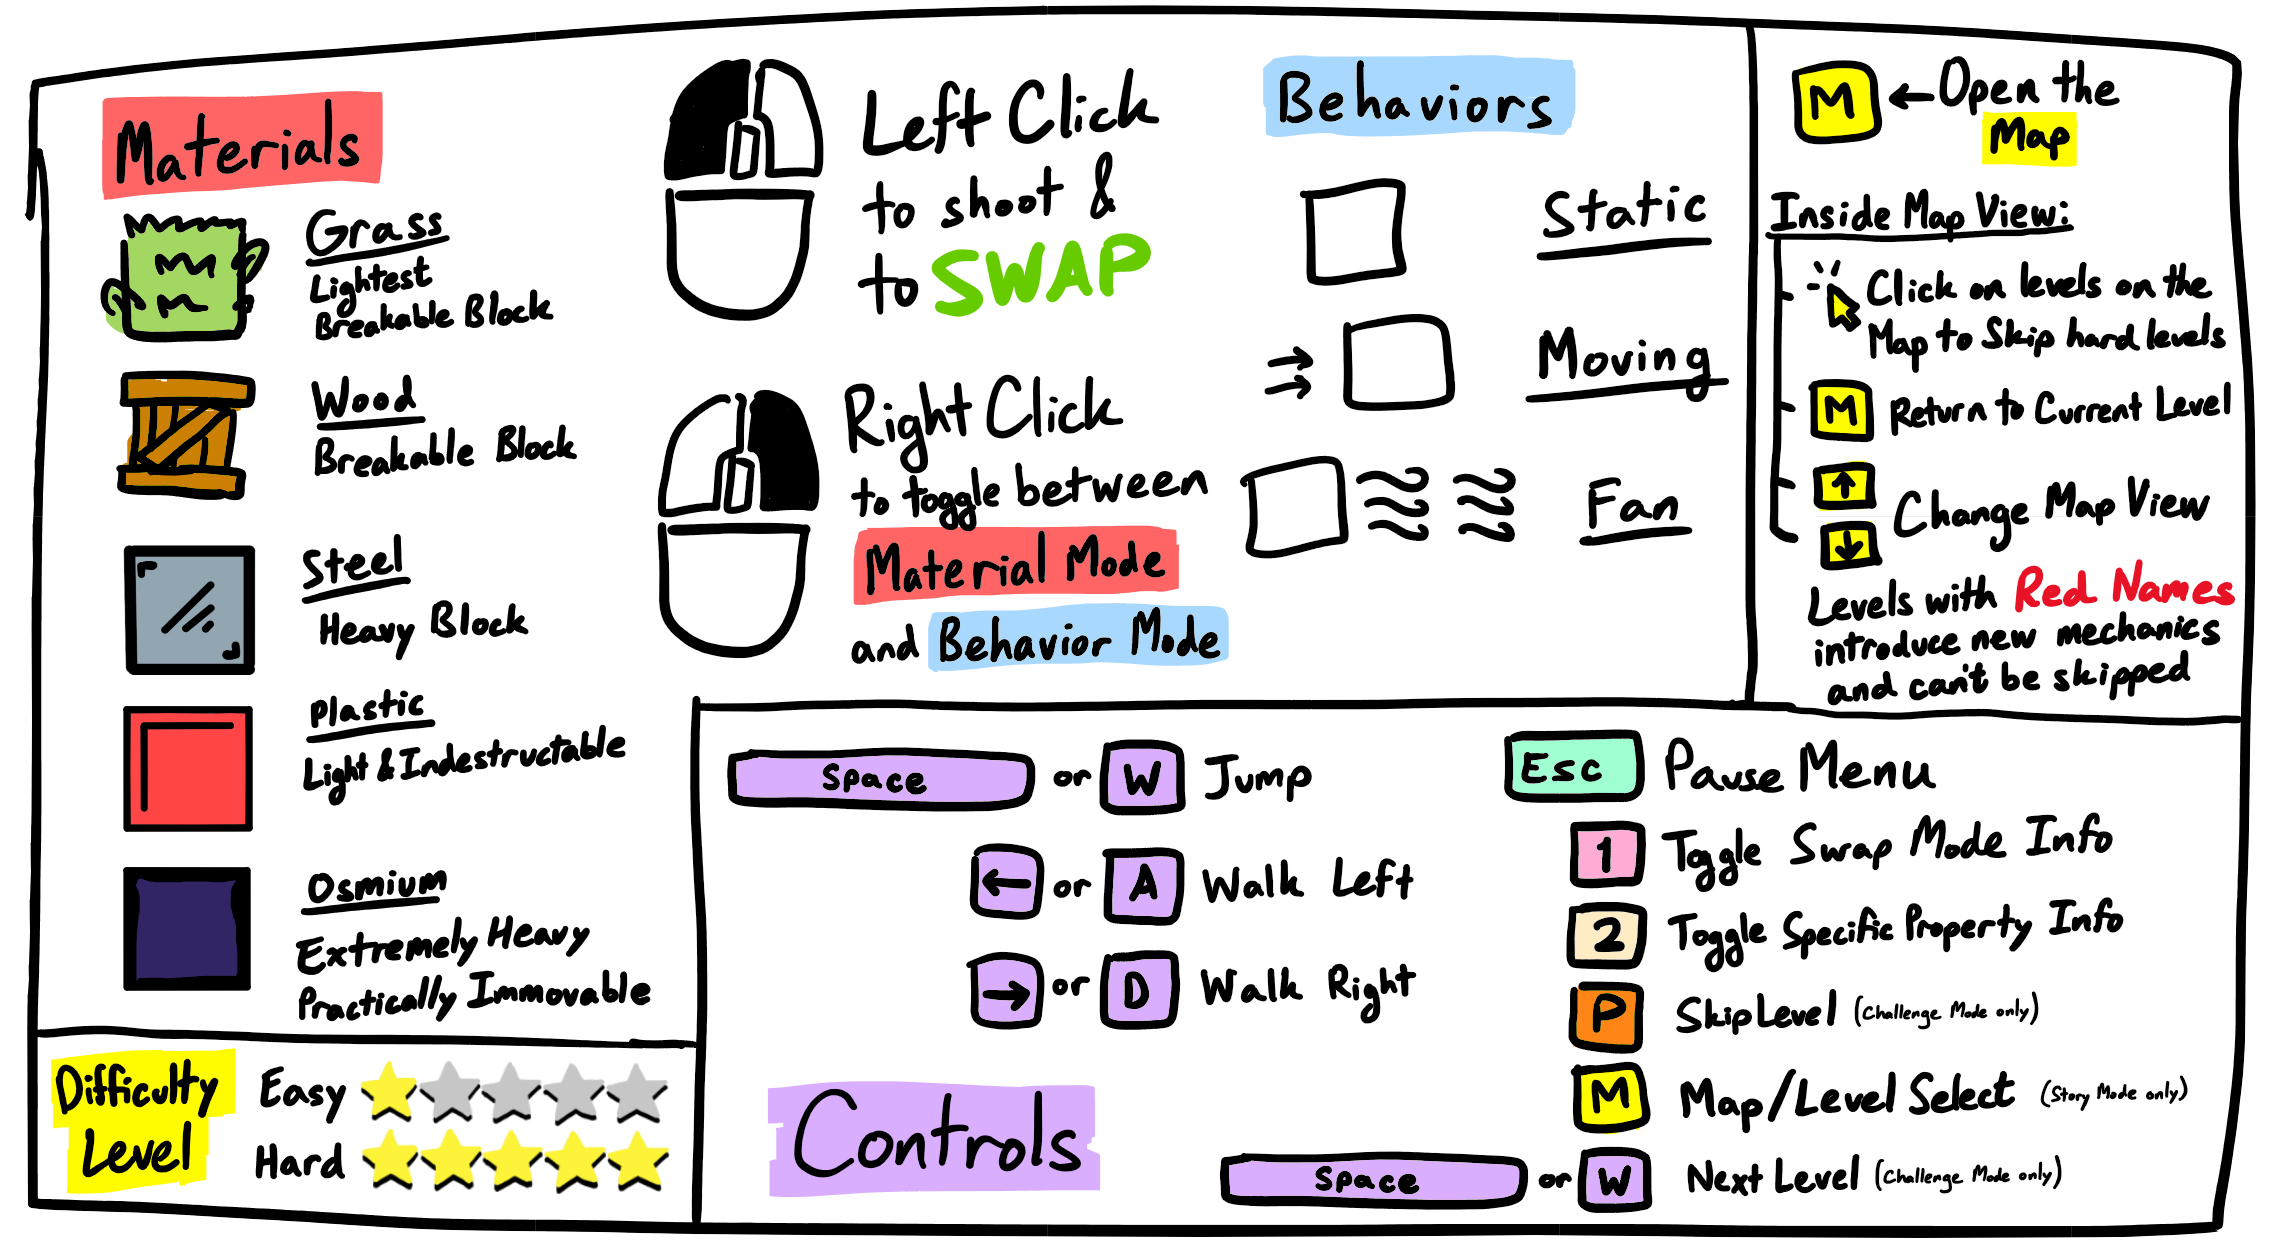 Materials
Grass
Lightest
Breakable Block
Wood
Breakable Block
Steel
Heavy Block
Plastic
Light & Indestructable
Osmium
Extremely Heavy
Practically Immovable
Left Click
to shoot &
to SWAP
Right Click
to toggle between
Material Mode
and Behavior Mode
Behaviors
Static
Moving
Fan
M ← Open the
Map
Inside Map View:
Click on levels on the
Map to Skip hard levels
M Return to Current Level
↑
↓ Change Map View
Levels with Red Names
introduce new mechanics
and can't be skipped
Difficulty
Level
Easy
Hard
Space or W Jump
← or A Walk Left
→ or D Walk Right
Controls
Esc Pause Menu
1 Toggle Swap Mode Info
2 Toggle Specific Property Info
P Skip Level (Challenge Mode only)
M Map/Level Select (Story Mode only)
Space or W Next Level (Challenge Mode only)